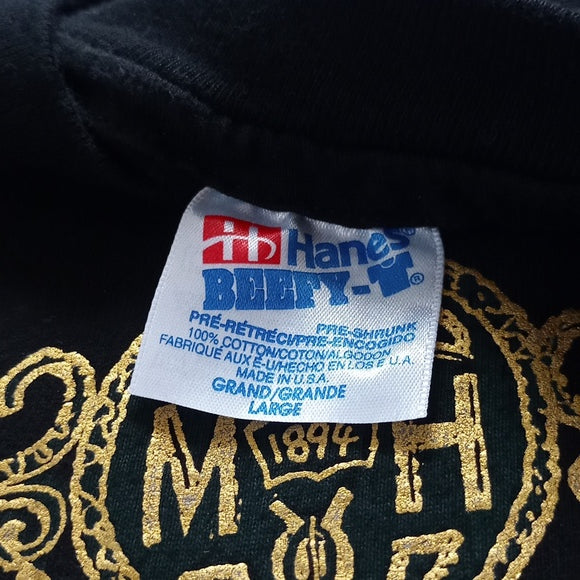 Hanes
BEEFY-T®
PRE-SHRUNK
PRÉ-RÉTRÉCI/PRE-ENCOGIDO
100% COTTON/COTON/ALGODON
FABRIQUÉ AUX E-U/HECHO EN LOS E.U.A.
MADE IN U.S.A.
GRAND/GRANDE
LARGE
M H
1894